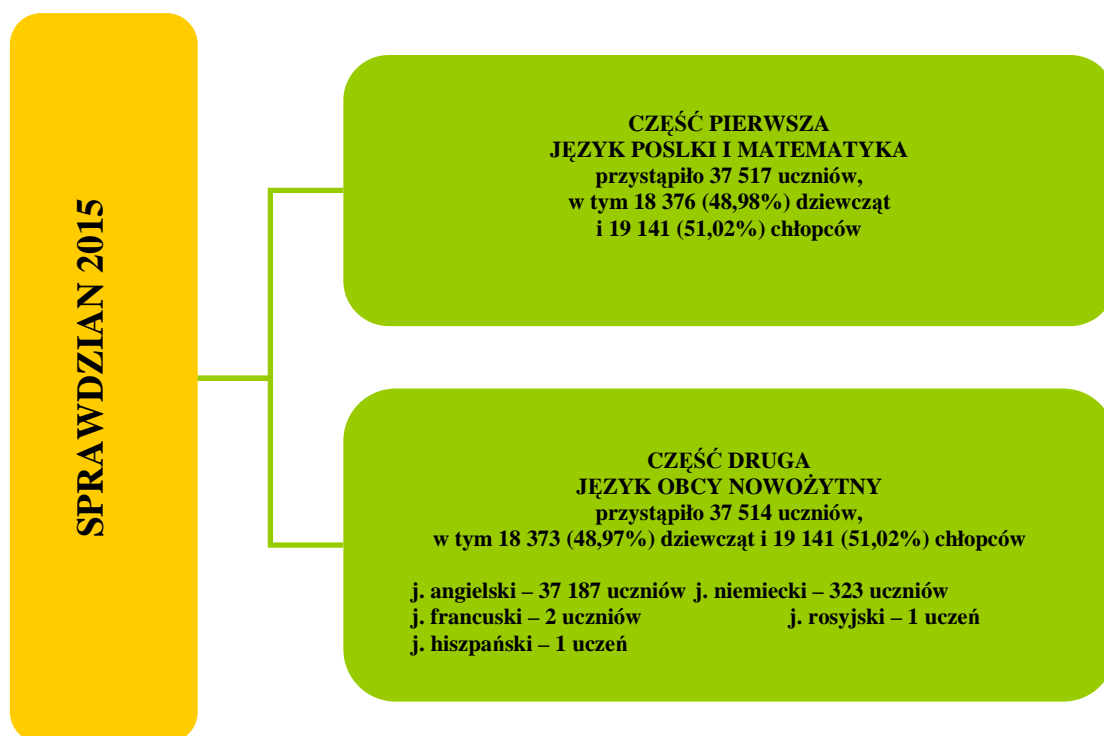 SPRAWDZIAN 2015
CZĘŚĆ PIERWSZA
JĘZYK POSLKI I MATEMATYKA
przystąpiło 37 517 uczniów,
w tym 18 376 (48,98%) dziewcząt
i 19 141 (51,02%) chłopców
CZĘŚĆ DRUGA
JĘZYK OBCY NOWOŻYTNY
przystąpiło 37 514 uczniów,
w tym 18 373 (48,97%) dziewcząt i 19 141 (51,02%) chłopców
j. angielski – 37 187 uczniów j. niemiecki – 323 uczniów
j. francuski – 2 uczniów j. rosyjski – 1 uczeń
j. hiszpański – 1 uczeń